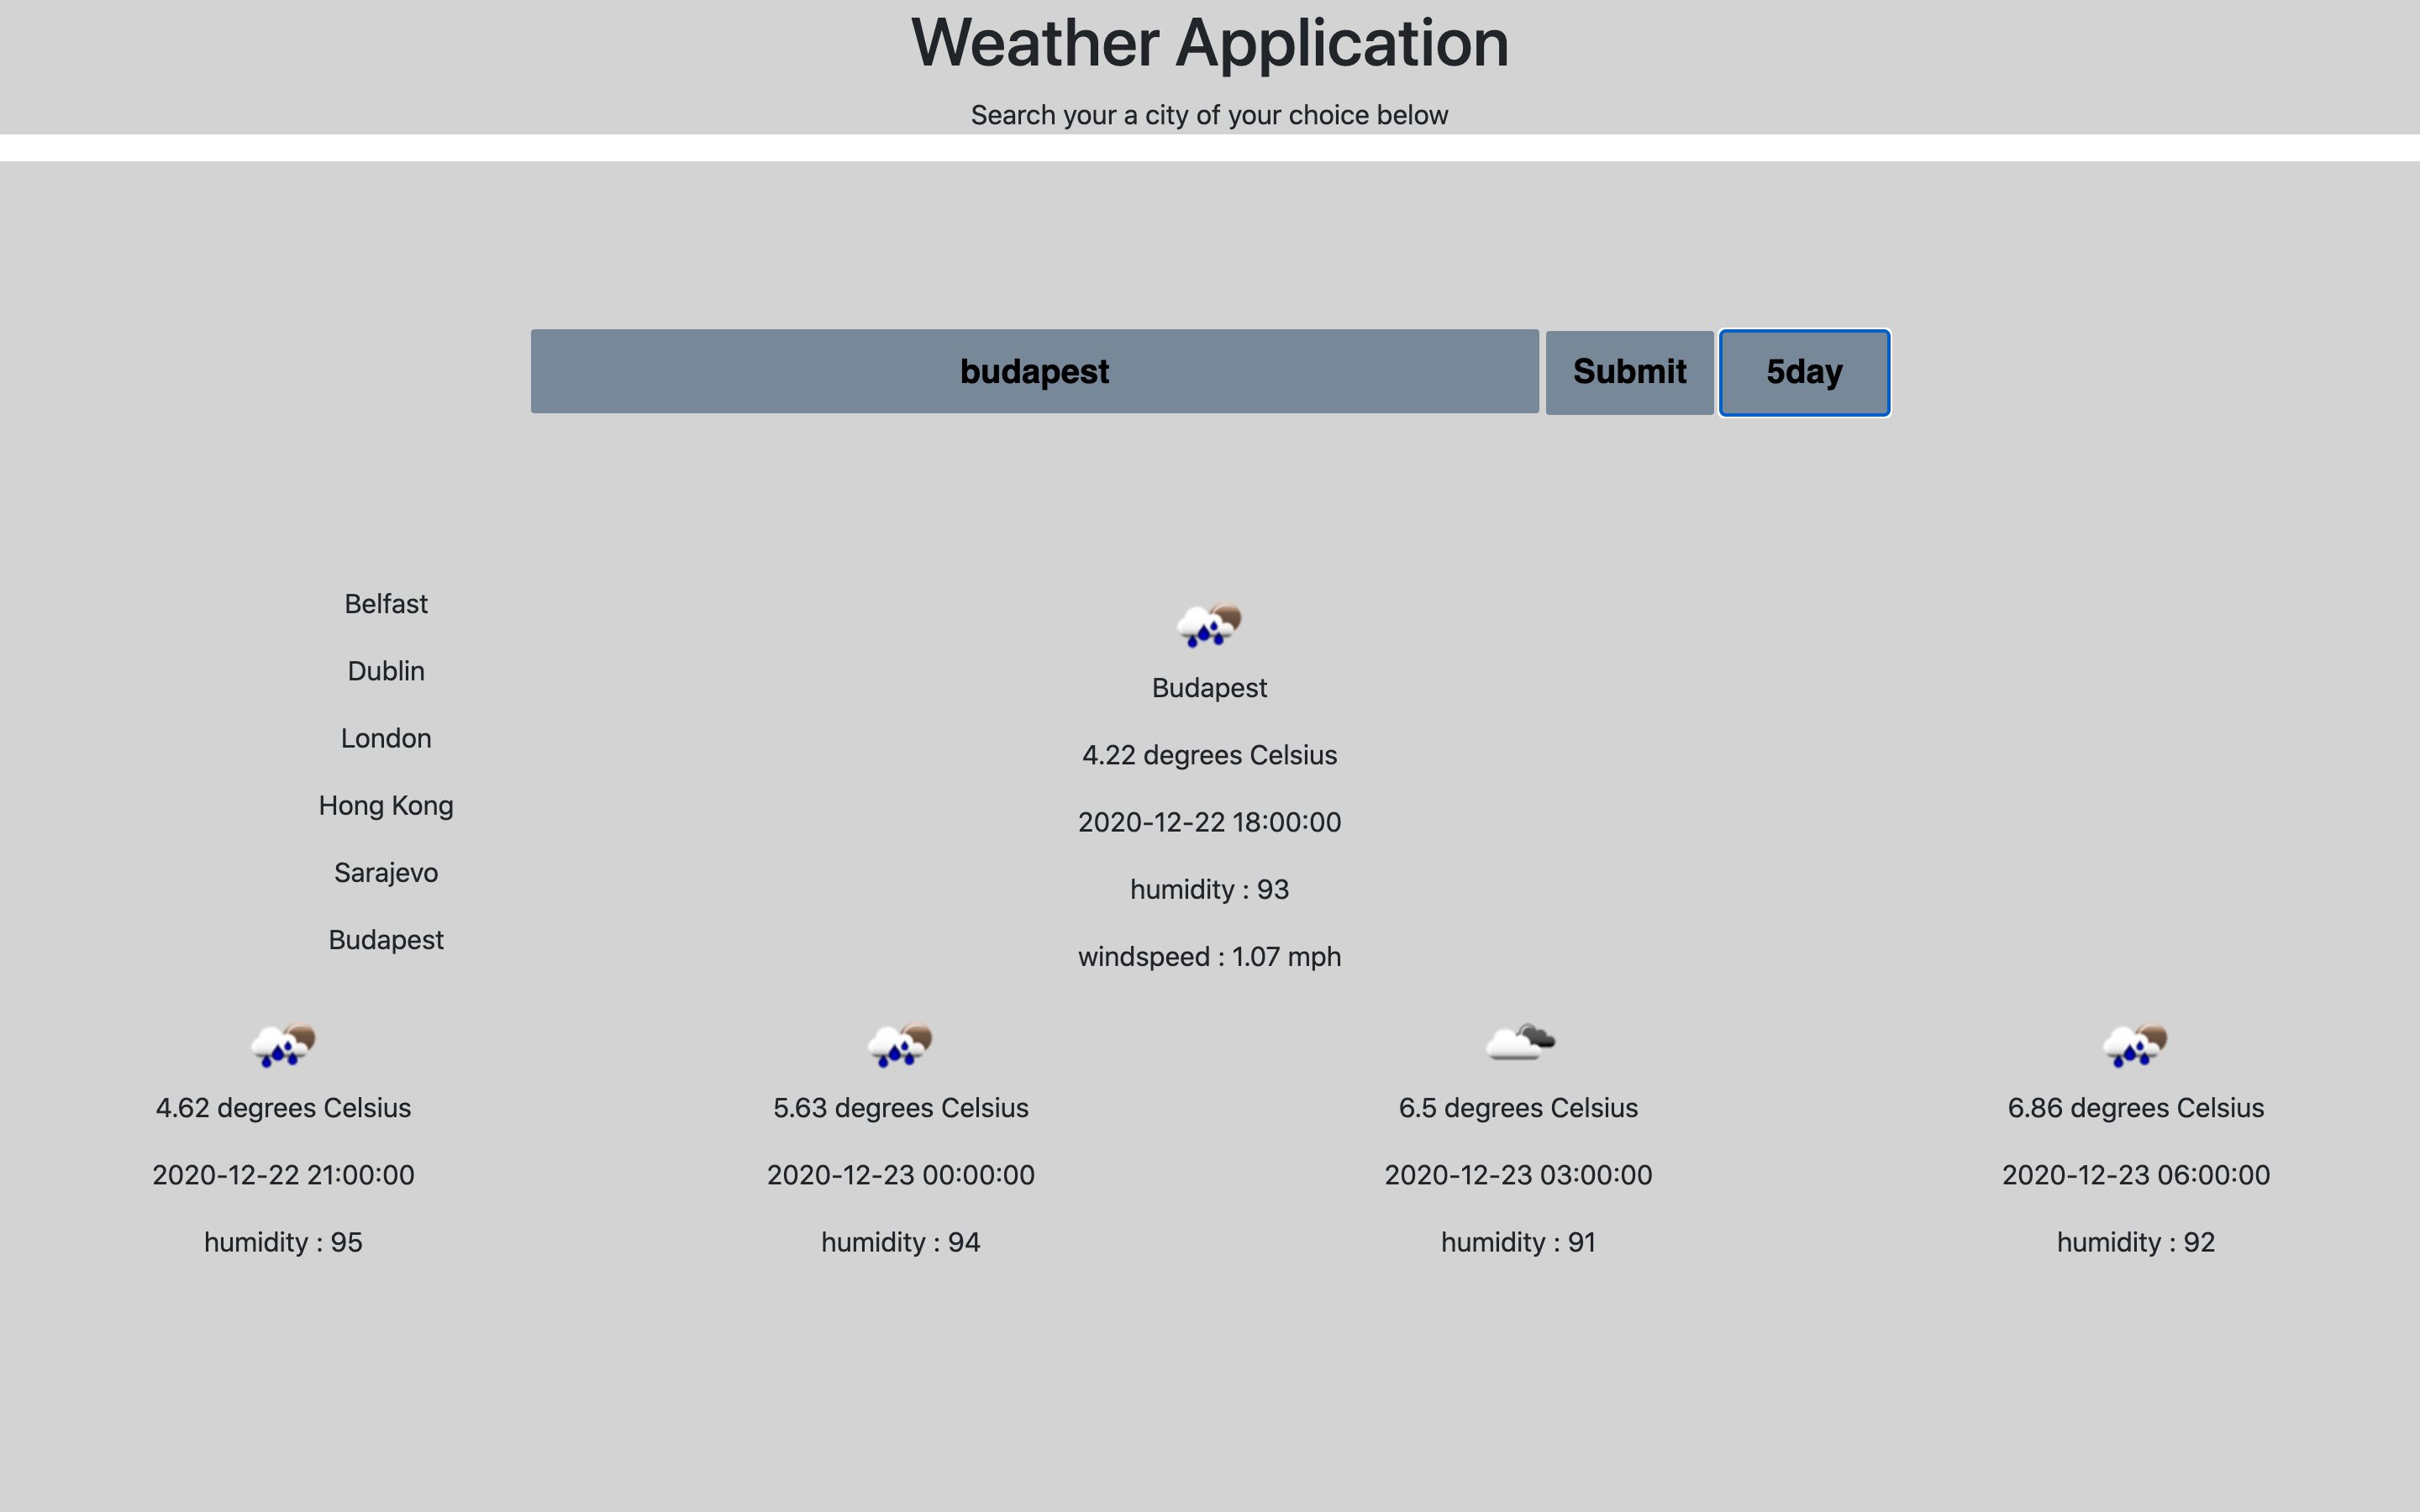 Weather Application
Search your a city of your choice below
budapest
Submit
5day
Belfast
Dublin
London
Hong Kong
Sarajevo
Budapest
Budapest
4.22 degrees Celsius
2020-12-22 18:00:00
humidity : 93
windspeed : 1.07 mph
4.62 degrees Celsius
2020-12-22 21:00:00
humidity : 95
5.63 degrees Celsius
2020-12-23 00:00:00
humidity : 94
6.5 degrees Celsius
2020-12-23 03:00:00
humidity : 91
6.86 degrees Celsius
2020-12-23 06:00:00
humidity : 92